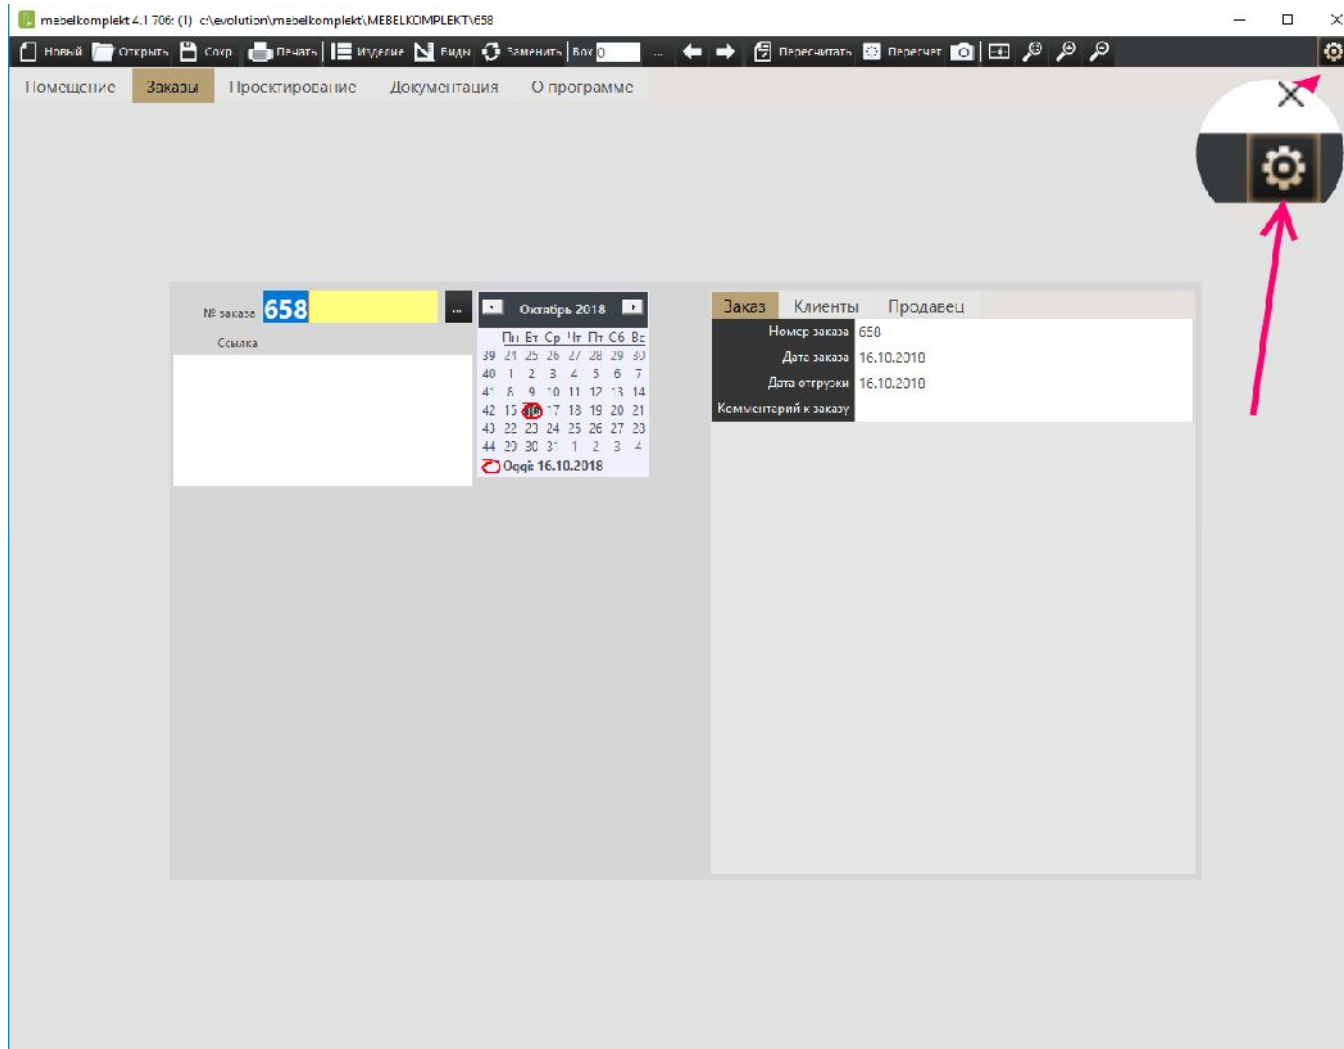 mebelkomplekt 4.1.706: (1) c:\evolution\mebelkomplekt\MEBELKOMPLEKT\658
Новый Открыть Сохр Печать Изделие Виды Заменить Box 0 ... Пересчитать Пересчет
Помещение Заказы Проектирование Документация О программе
№ заказа 658 ...
Ссылка
Октябрь 2018
Пн Вт Ср Чт Пт Сб Вс
39 24 25 26 27 28 29 30
40 1 2 3 4 5 6 7
41 8 9 10 11 12 13 14
42 15 16 17 18 19 20 21
43 22 23 24 25 26 27 28
44 29 30 31 1 2 3 4
Oggi: 16.10.2018
Заказ Клиенты Продавец
Номер заказа 658
Дата заказа 16.10.2018
Дата отгрузки 16.10.2018
Комментарий к заказу